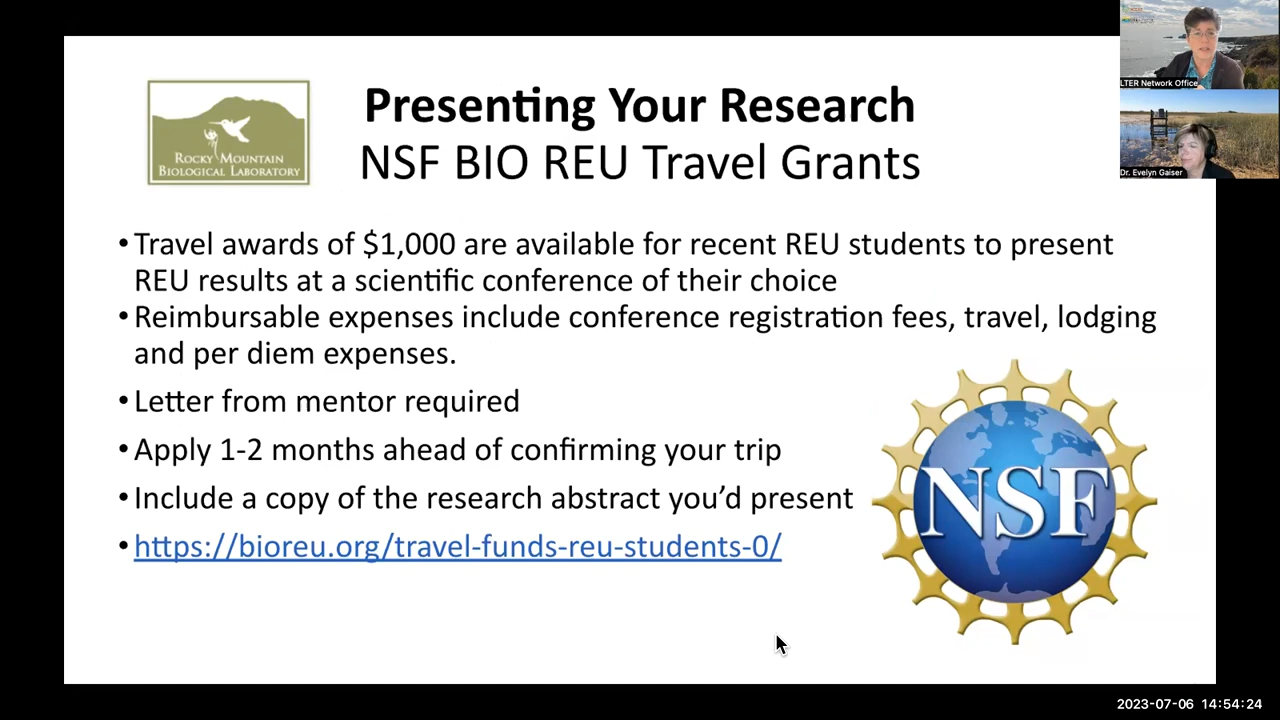 LTER Network Office
Dr. Evelyn Gaiser
ROCKY MOUNTAIN
BIOLOGICAL LABORATORY
Presenting Your Research
NSF BIO REU Travel Grants
•Travel awards of $1,000 are available for recent REU students to present
REU results at a scientific conference of their choice
•Reimbursable expenses include conference registration fees, travel, lodging
and per diem expenses.
•Letter from mentor required
•Apply 1-2 months ahead of confirming your trip
•Include a copy of the research abstract you’d present
•https://bioreu.org/travel-funds-reu-students-0/
NSF
2023-07-06 14:54:24